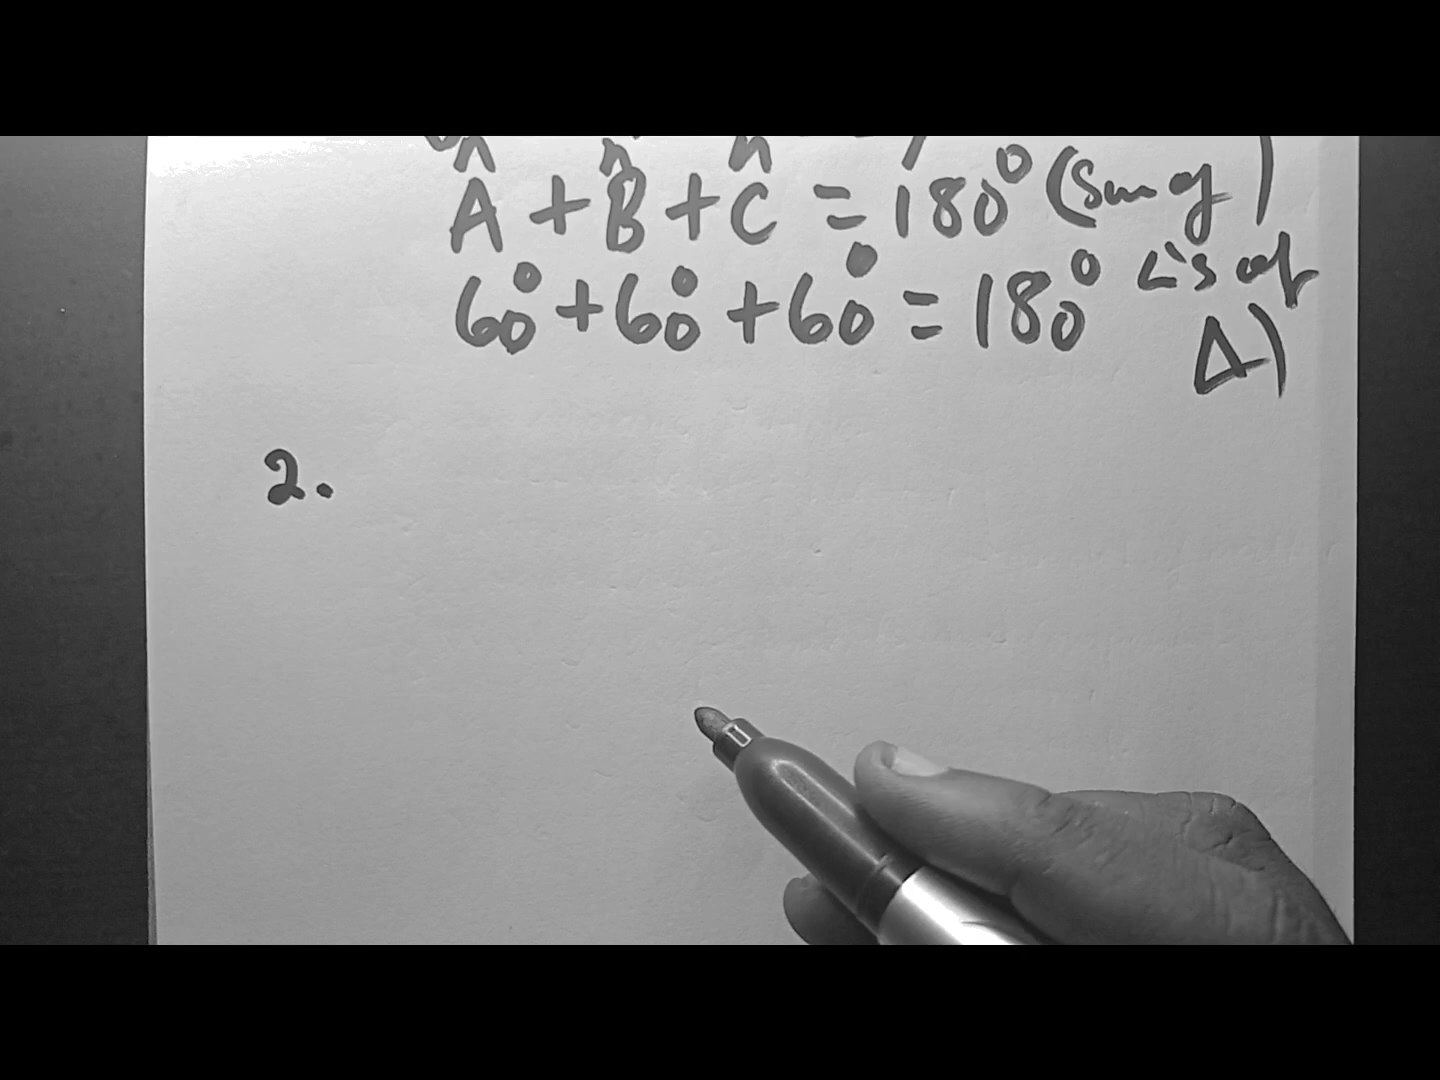 Â + B̂ + Ĉ = 180° (Sum of)
60° + 60° + 60° = 180° <'s of
Δ)
2.